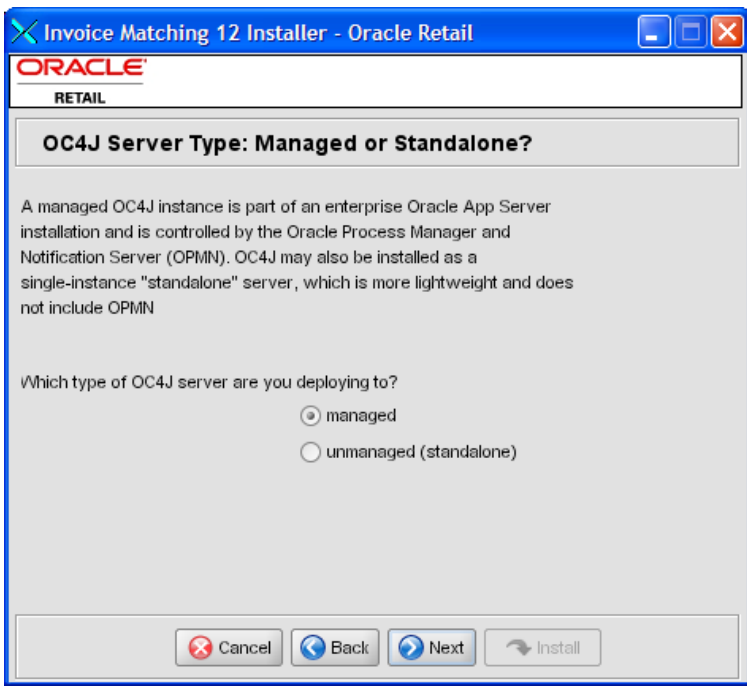 Invoice Matching 12 Installer - Oracle Retail
ORACLE'
RETAIL
OC4J Server Type: Managed or Standalone?
A managed OC4J instance is part of an enterprise Oracle App Server
installation and is controlled by the Oracle Process Manager and
Notification Server (OPMN). OC4J may also be installed as a
single-instance "standalone" server, which is more lightweight and does
not include OPMN
Which type of OC4J server are you deploying to?
managed
unmanaged (standalone)
Cancel Back Next Install